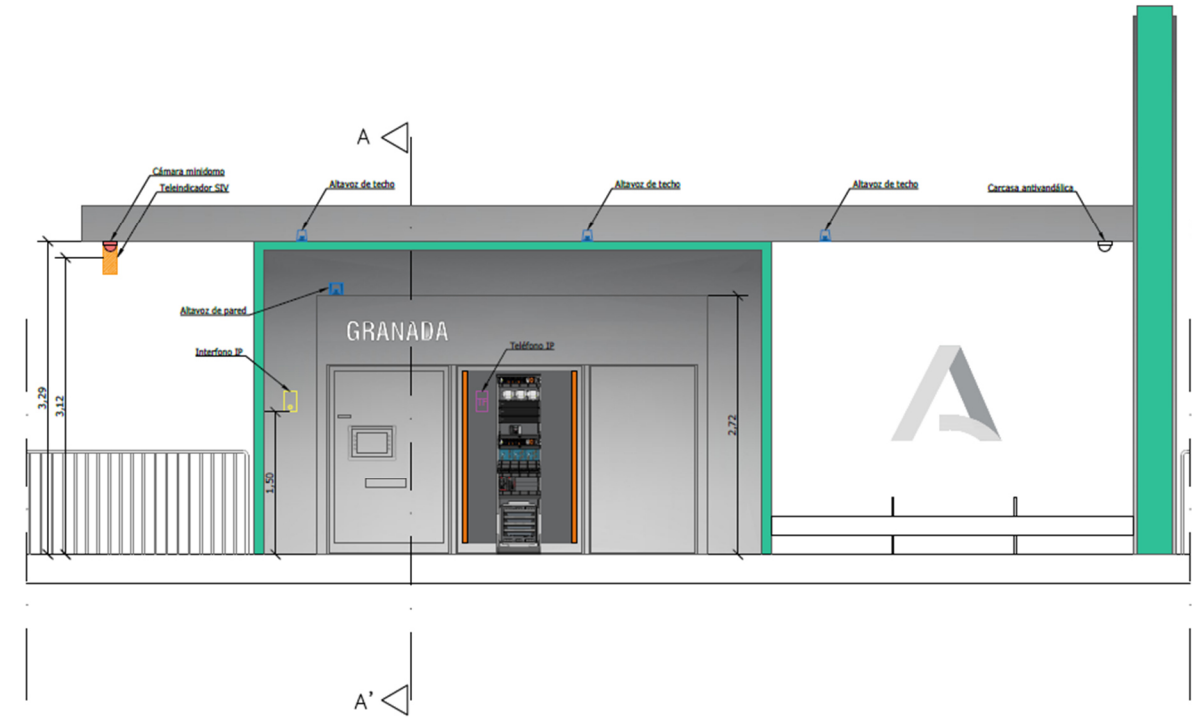 A
Cámara minidomo
Teleindicador SIV
Altavoz de techo
Altavoz de techo
Altavoz de techo
Carcasa antivandálica
Altavoz de pared
GRANADA
Interfono IP
Teléfono IP
3,29
3,12
1,50
2,72
A'